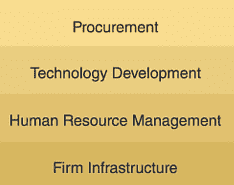 Procurement
Technology Development
Human Resource Management
Firm Infrastructure